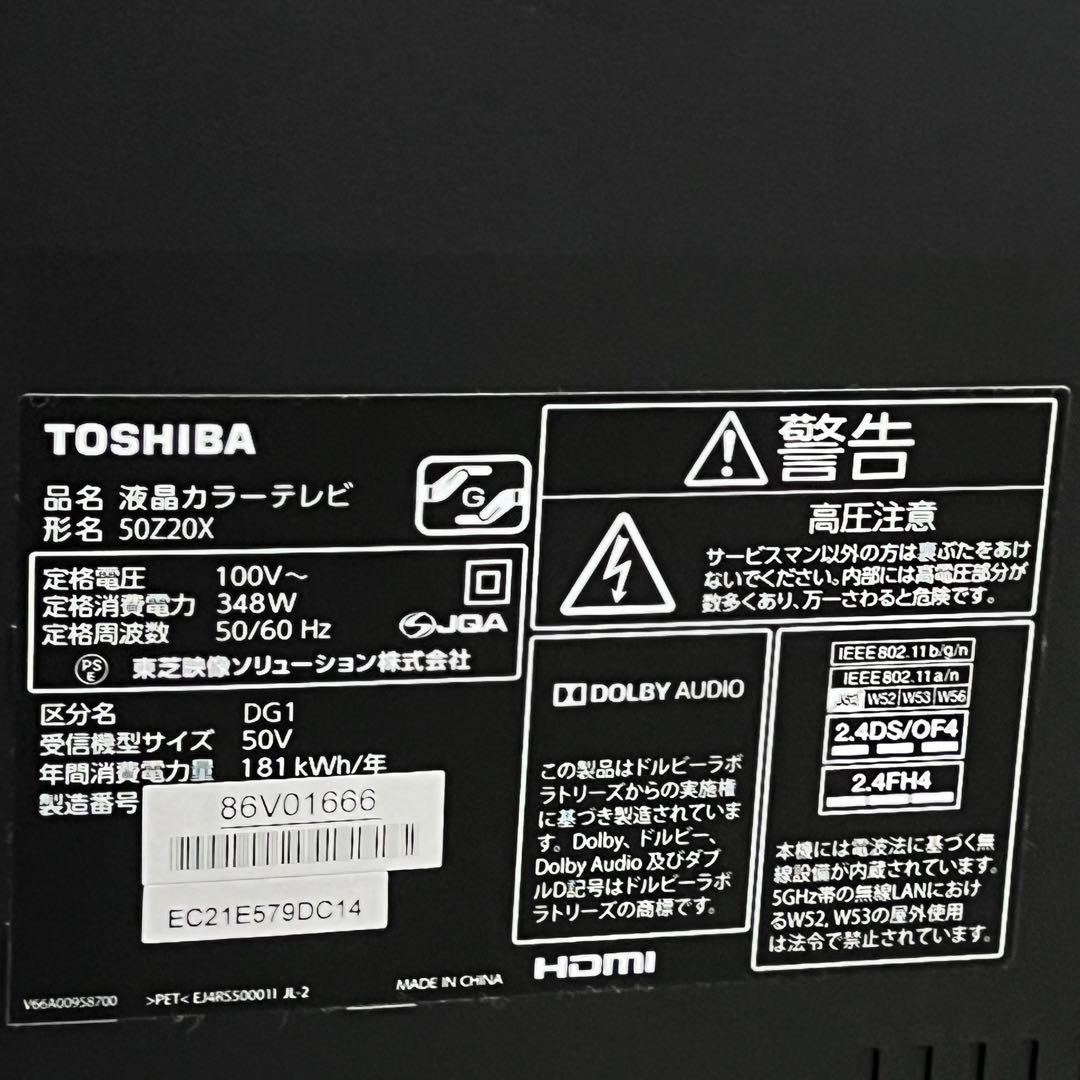 TOSHIBA
品名 液晶カラーテレビ
形名 50Z20X
G
定格電圧 100V～
定格消費電力 348W
定格周波数 50/60 Hz
JQA
PSE 東芝映像ソリューション株式会社
区分名 DG1
受信機型サイズ 50V
年間消費電力量 181 kWh/年
製造番号
86V01666
EC21E579DC14
V66A00958700 >PET< EJ4RS50001I JL-2
MADE IN CHINA
警告
高圧注意
サービスマン以外の方は裏ぶたをあけ
ないでください。内部には高電圧部分が
数多くあり、万一さわると危険です。
DOLBY AUDIO
この製品はドルビーラボ
ラトリーズからの実施権
に基づき製造されていま
す。Dolby、ドルビー、
Dolby Audio 及びダブ
ルD記号はドルビーラボ
ラトリーズの商標です。
HDMI
IEEE802.11b/g/n
IEEE802.11a/n
J52 W52 W53 W56
2.4DS/OF4
2.4FH4
本機には電波法に基づく無
線設備が内蔵されています。
5GHz帯の無線LANにおけ
るW52, W53の屋外使用
は法令で禁止されています。